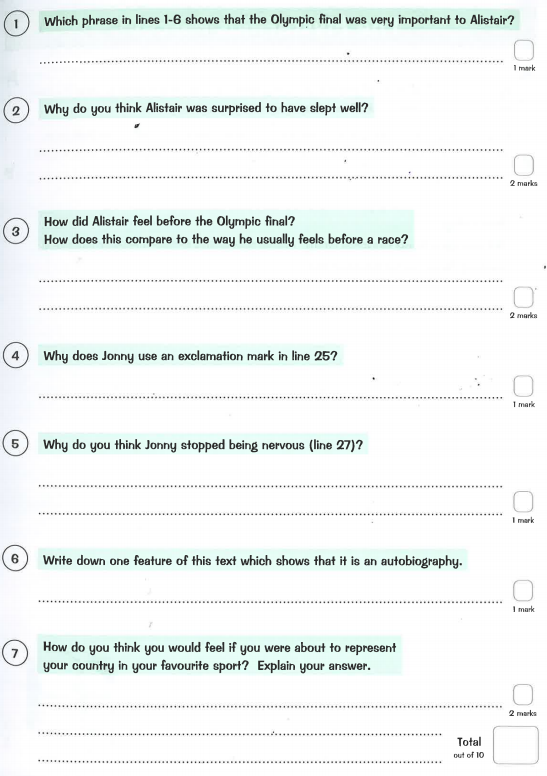 1 Which phrase in lines 1-6 shows that the Olympic final was very important to Alistair?
1 mark
2 Why do you think Alistair was surprised to have slept well?
2 marks
3 How did Alistair feel before the Olympic final?
How does this compare to the way he usually feels before a race?
2 marks
4 Why does Jonny use an exclamation mark in line 25?
1 mark
5 Why do you think Jonny stopped being nervous (line 27)?
1 mark
6 Write down one feature of this text which shows that it is an autobiography.
1 mark
7 How do you think you would feel if you were about to represent
your country in your favourite sport? Explain your answer.
2 marks
Total
out of 10